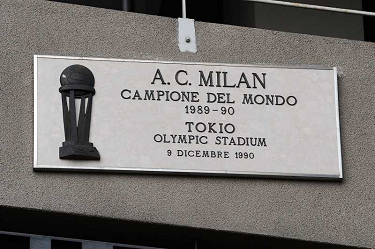 A.C. MILAN
CAMPIONE DEL MONDO
1989-90
TOKIO
OLYMPIC STADIUM
9 DICEMBRE 1990